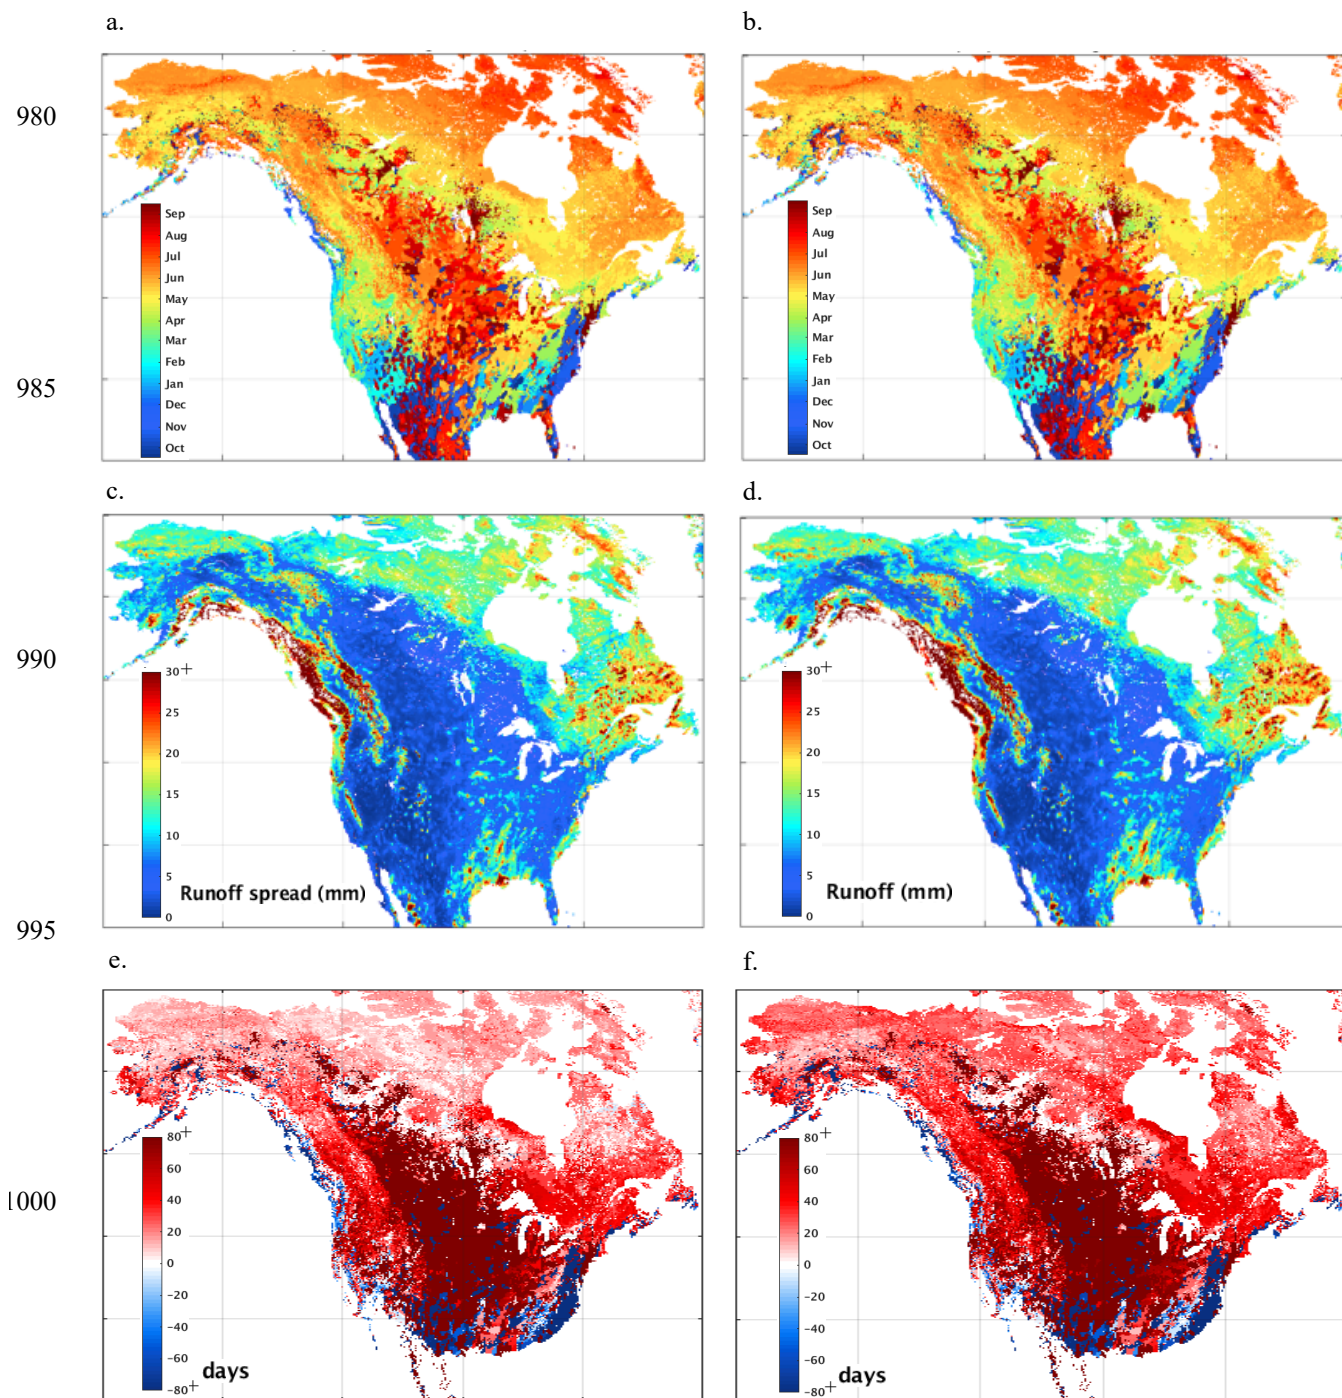 a.
b.
980
Sep
Aug
Jul
Jun
May
Apr
Mar
Feb
Jan
Dec
Nov
Oct
Sep
Aug
Jul
Jun
May
Apr
Mar
Feb
Jan
Dec
Nov
Oct
985
c.
d.
990
30+
25
20
15
10
5
0
Runoff spread (mm)
30+
25
20
15
10
5
0
Runoff (mm)
995
e.
f.
80+
60
40
20
0
−20
−40
−60
−80+
days
80+
60
40
20
0
−20
−40
−60
−80+
days
1000